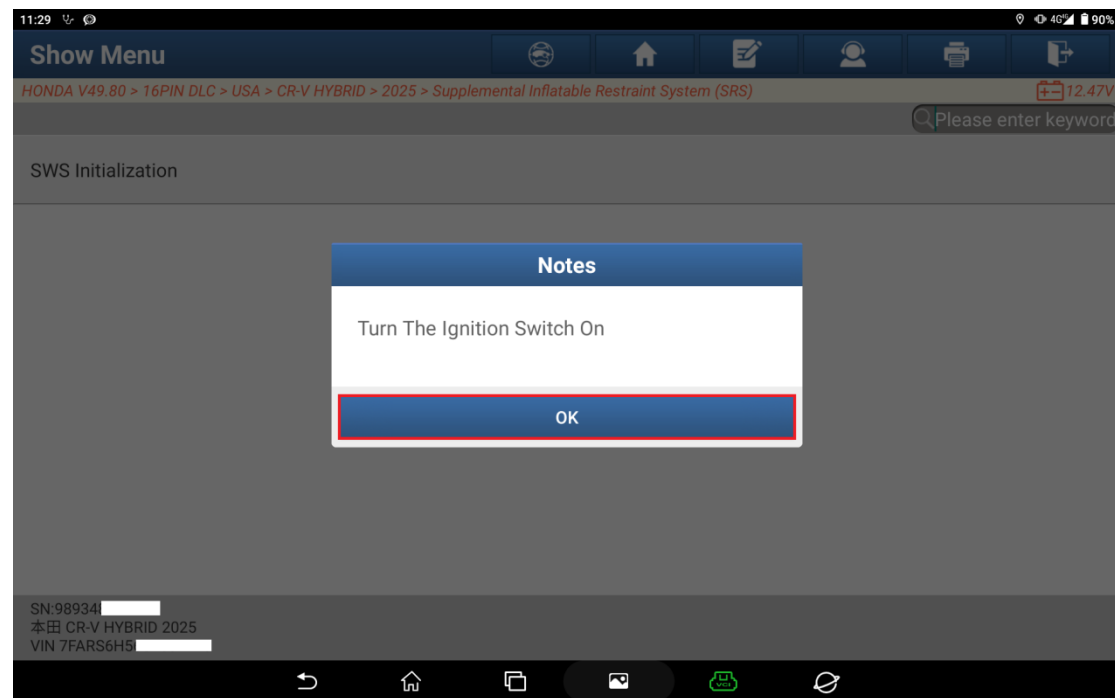 11:29
4G 90%
Show Menu
HONDA V49.80 > 16PIN DLC > USA > CR-V HYBRID > 2025 > Supplemental Inflatable Restraint System (SRS)
12.47V
Please enter keyword
SWS Initialization
Notes
Turn The Ignition Switch On
OK
SN:98934
本田 CR-V HYBRID 2025
VIN 7FARS6H5
VCI